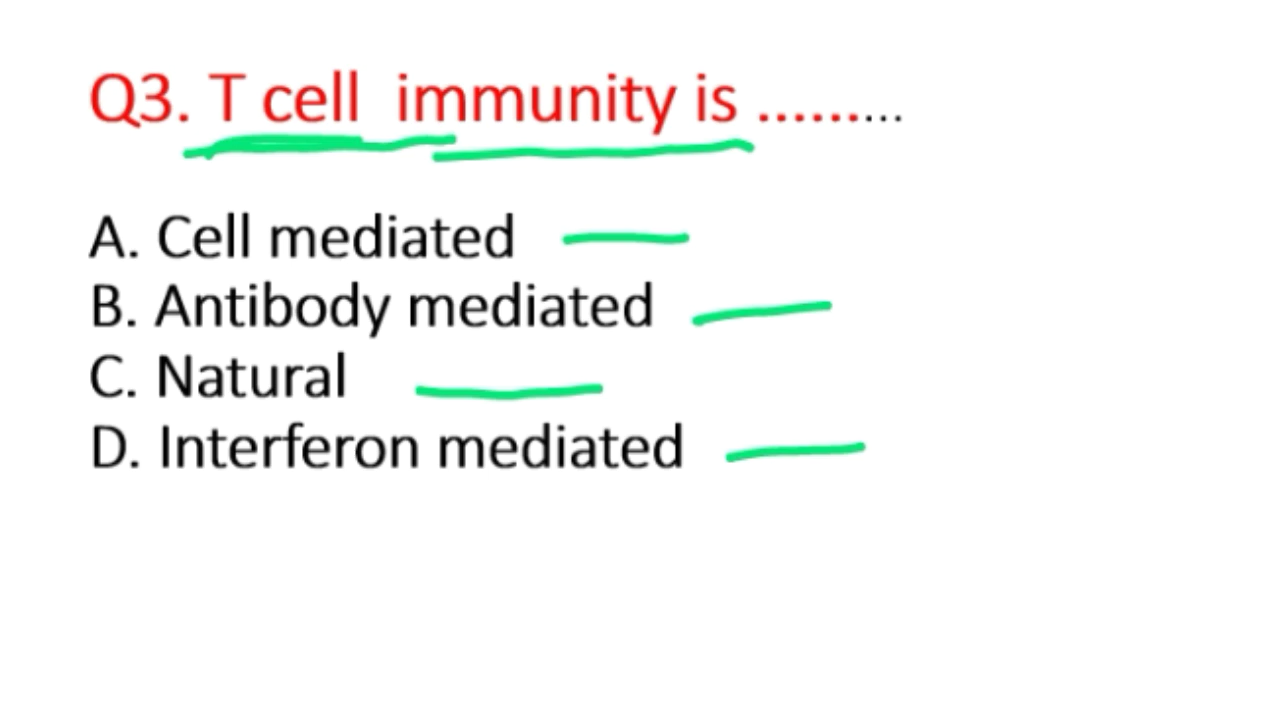 Q3. T cell immunity is ..........
A. Cell mediated
B. Antibody mediated
C. Natural
D. Interferon mediated